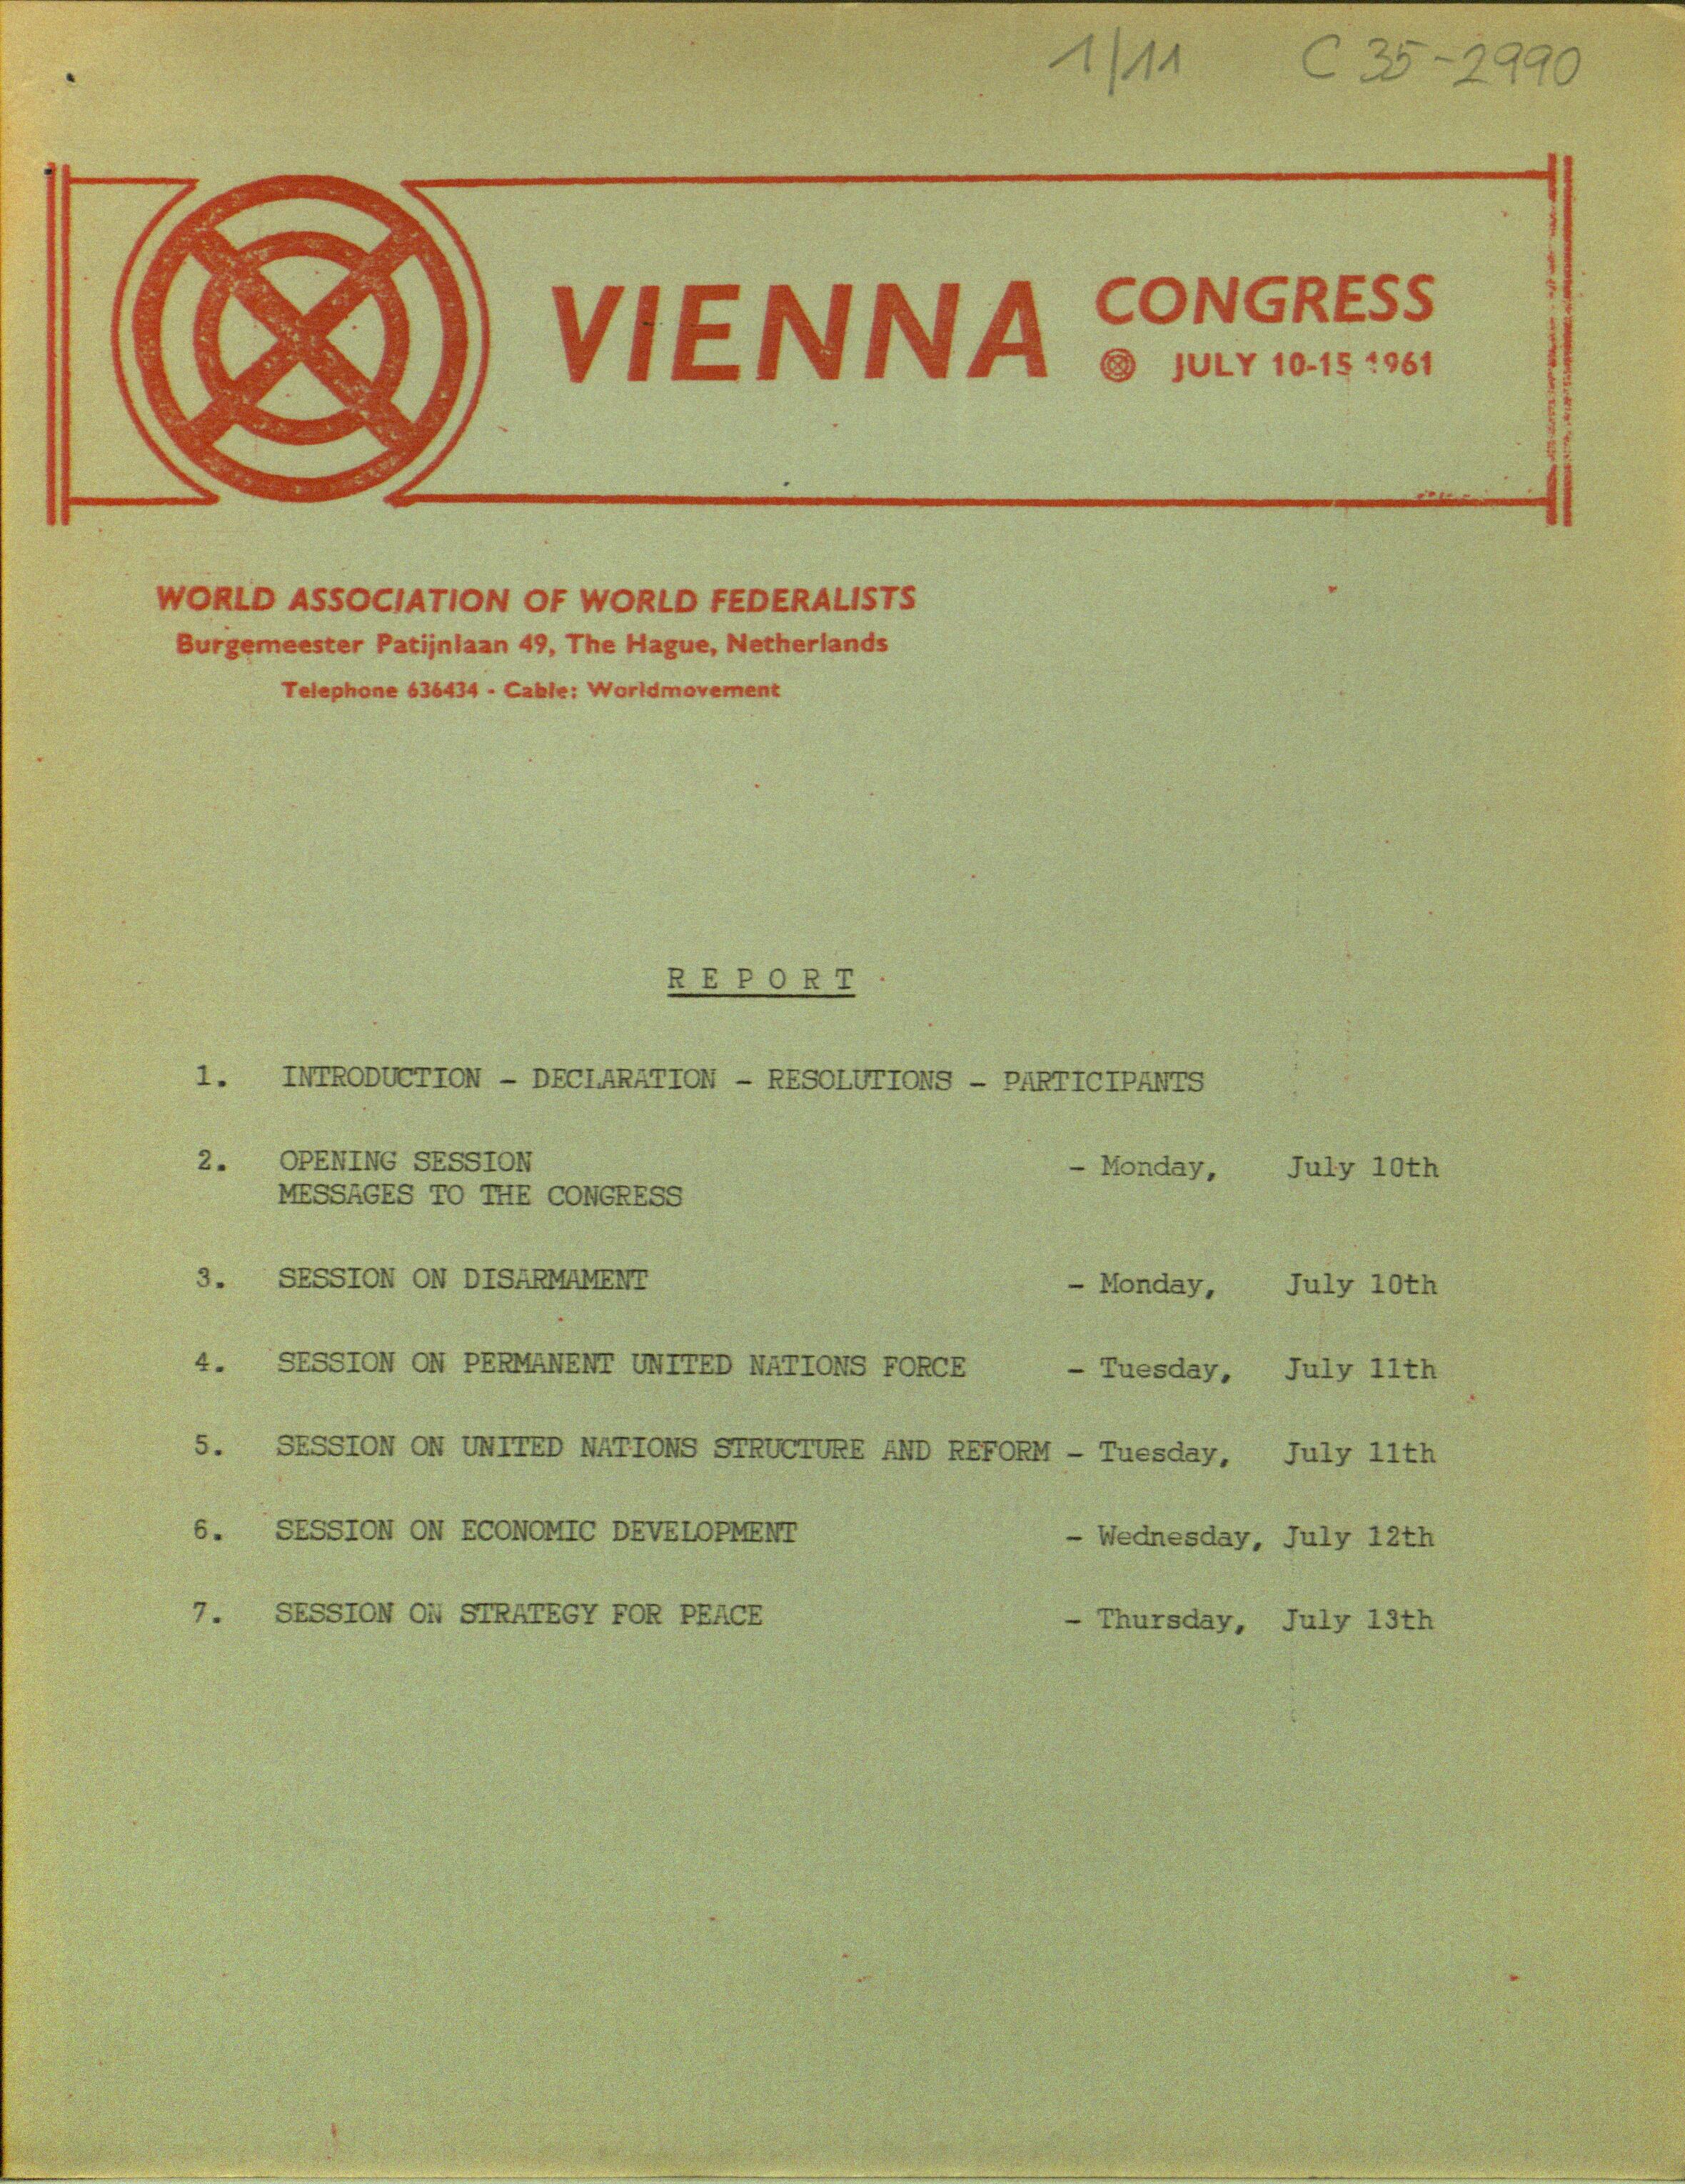 1/11 C 35-2990
VIENNA CONGRESS
JULY 10-15 1961
WORLD ASSOCIATION OF WORLD FEDERALISTS
Burgemeester Patijnlaan 49, The Hague, Netherlands
Telephone 636434 - Cable: Worldmovement
R E P O R T
1. INTRODUCTION - DECLARATION - RESOLUTIONS - PARTICIPANTS
2. OPENING SESSION - Monday, July 10th
MESSAGES TO THE CONGRESS
3. SESSION ON DISARMAMENT - Monday, July 10th
4. SESSION ON PERMANENT UNITED NATIONS FORCE - Tuesday, July 11th
5. SESSION ON UNITED NATIONS STRUCTURE AND REFORM - Tuesday, July 11th
6. SESSION ON ECONOMIC DEVELOPMENT - Wednesday, July 12th
7. SESSION ON STRATEGY FOR PEACE - Thursday, July 13th